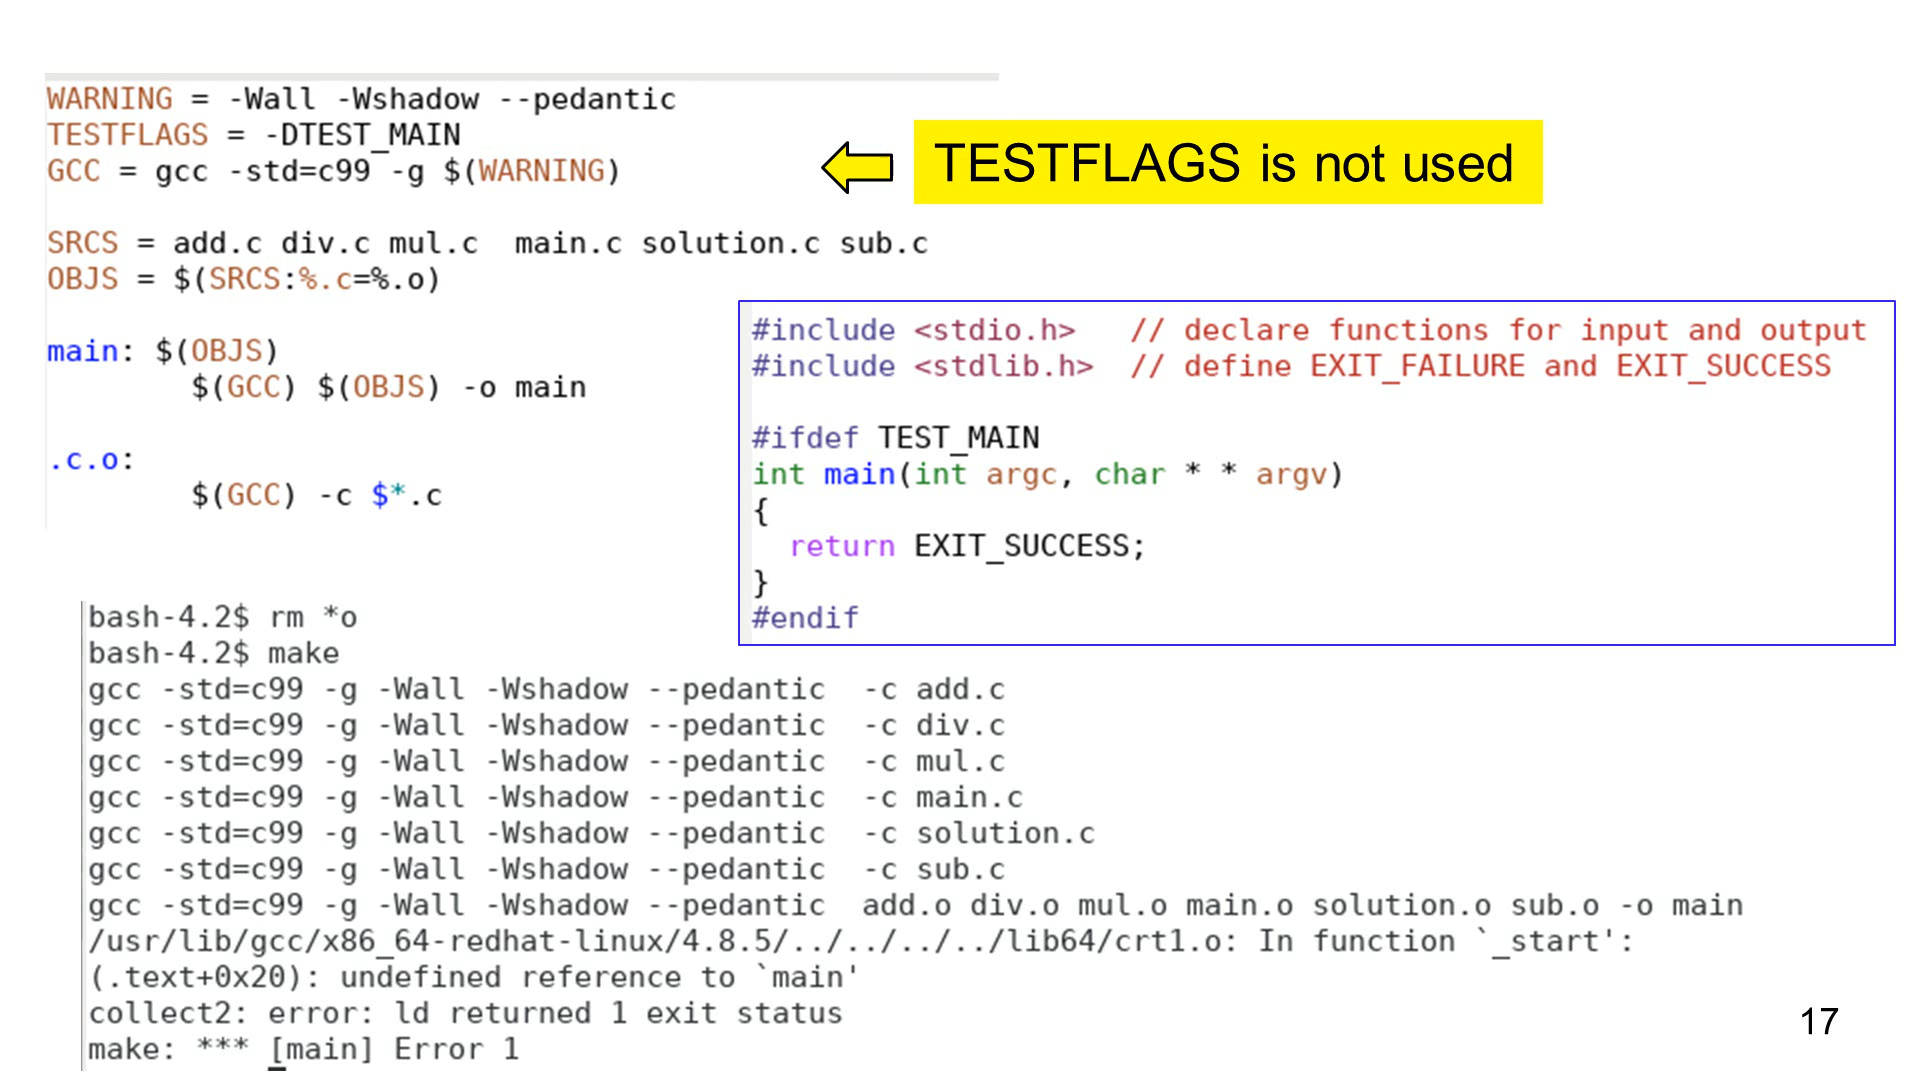 WARNING = -Wall -Wshadow --pedantic
TESTFLAGS = -DTEST_MAIN
GCC = gcc -std=c99 -g $(WARNING)
TESTFLAGS is not used
SRCS = add.c div.c mul.c  main.c solution.c sub.c
OBJS = $(SRCS:%.c=%.o)
main: $(OBJS)
        $(GCC) $(OBJS) -o main
.c.o:
        $(GCC) -c $*.c
#include <stdio.h>   // declare functions for input and output
#include <stdlib.h>  // define EXIT_FAILURE and EXIT_SUCCESS
#ifdef TEST_MAIN
int main(int argc, char * * argv)
{
  return EXIT_SUCCESS;
}
#endif
bash-4.2$ rm *o
bash-4.2$ make
gcc -std=c99 -g -Wall -Wshadow --pedantic  -c add.c
gcc -std=c99 -g -Wall -Wshadow --pedantic  -c div.c
gcc -std=c99 -g -Wall -Wshadow --pedantic  -c mul.c
gcc -std=c99 -g -Wall -Wshadow --pedantic  -c main.c
gcc -std=c99 -g -Wall -Wshadow --pedantic  -c solution.c
gcc -std=c99 -g -Wall -Wshadow --pedantic  -c sub.c
gcc -std=c99 -g -Wall -Wshadow --pedantic  add.o div.o mul.o main.o solution.o sub.o -o main
/usr/lib/gcc/x86_64-redhat-linux/4.8.5/../../../../lib64/crt1.o: In function `_start':
(.text+0x20): undefined reference to `main'
collect2: error: ld returned 1 exit status
make: *** [main] Error 1
17